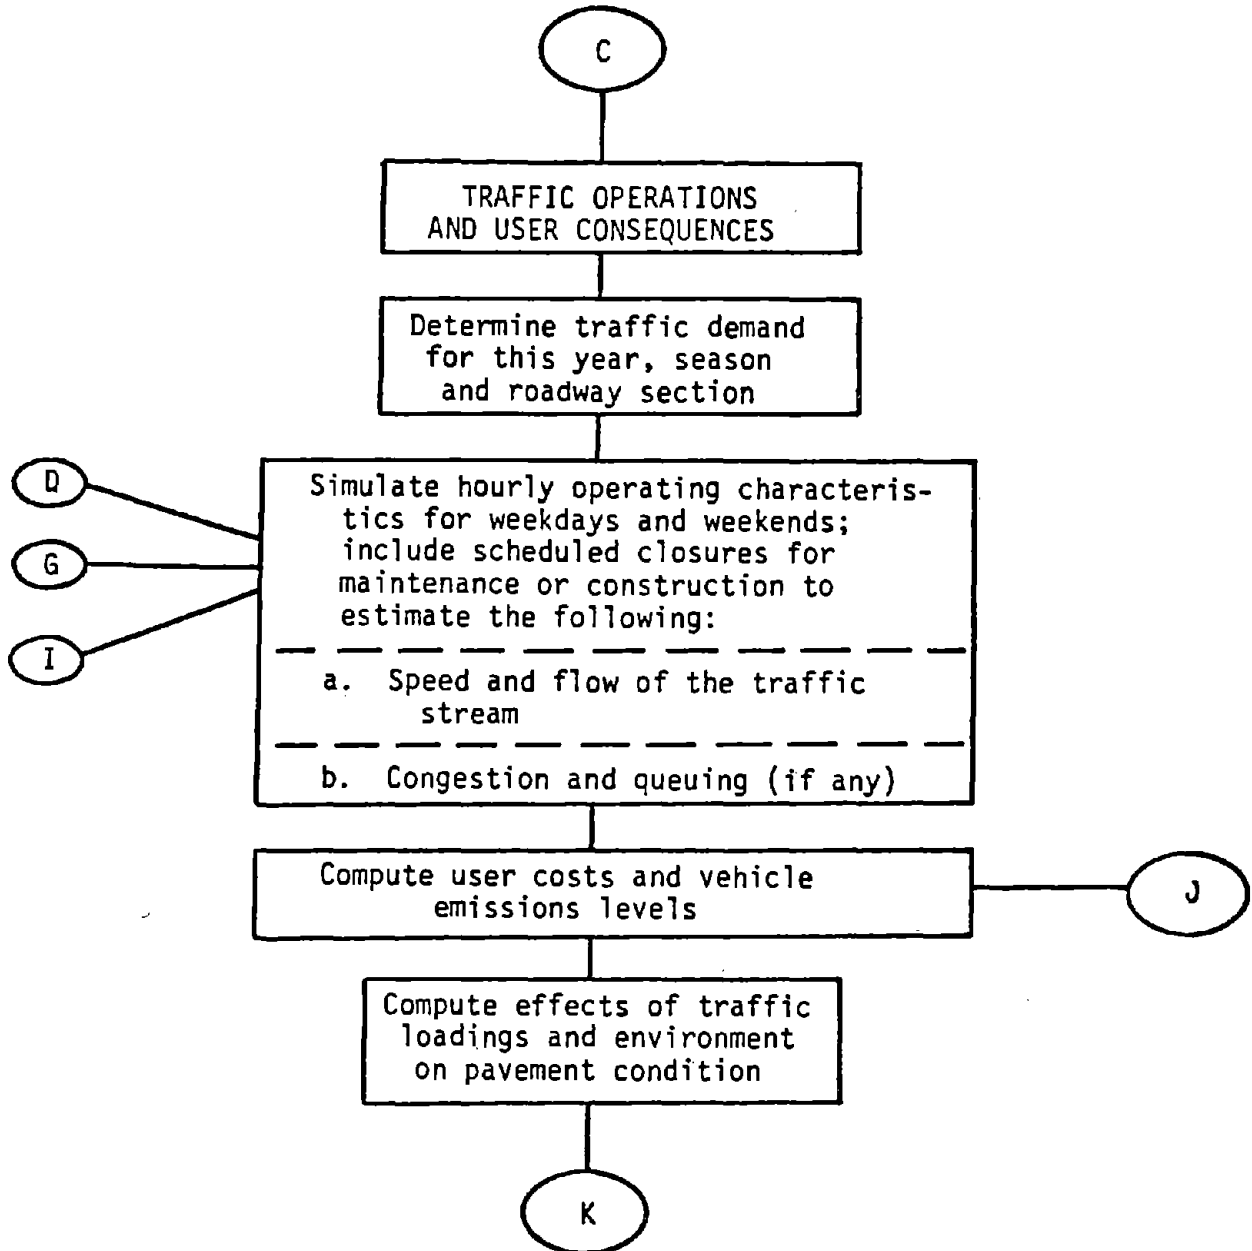 C
TRAFFIC OPERATIONS
AND USER CONSEQUENCES
Determine traffic demand
for this year, season
and roadway section
D
G
I
Simulate hourly operating characteris-
tics for weekdays and weekends;
include scheduled closures for
maintenance or construction to
estimate the following:
a. Speed and flow of the traffic
stream
b. Congestion and queuing (if any)
Compute user costs and vehicle
emissions levels
J
Compute effects of traffic
loadings and environment
on pavement condition
K